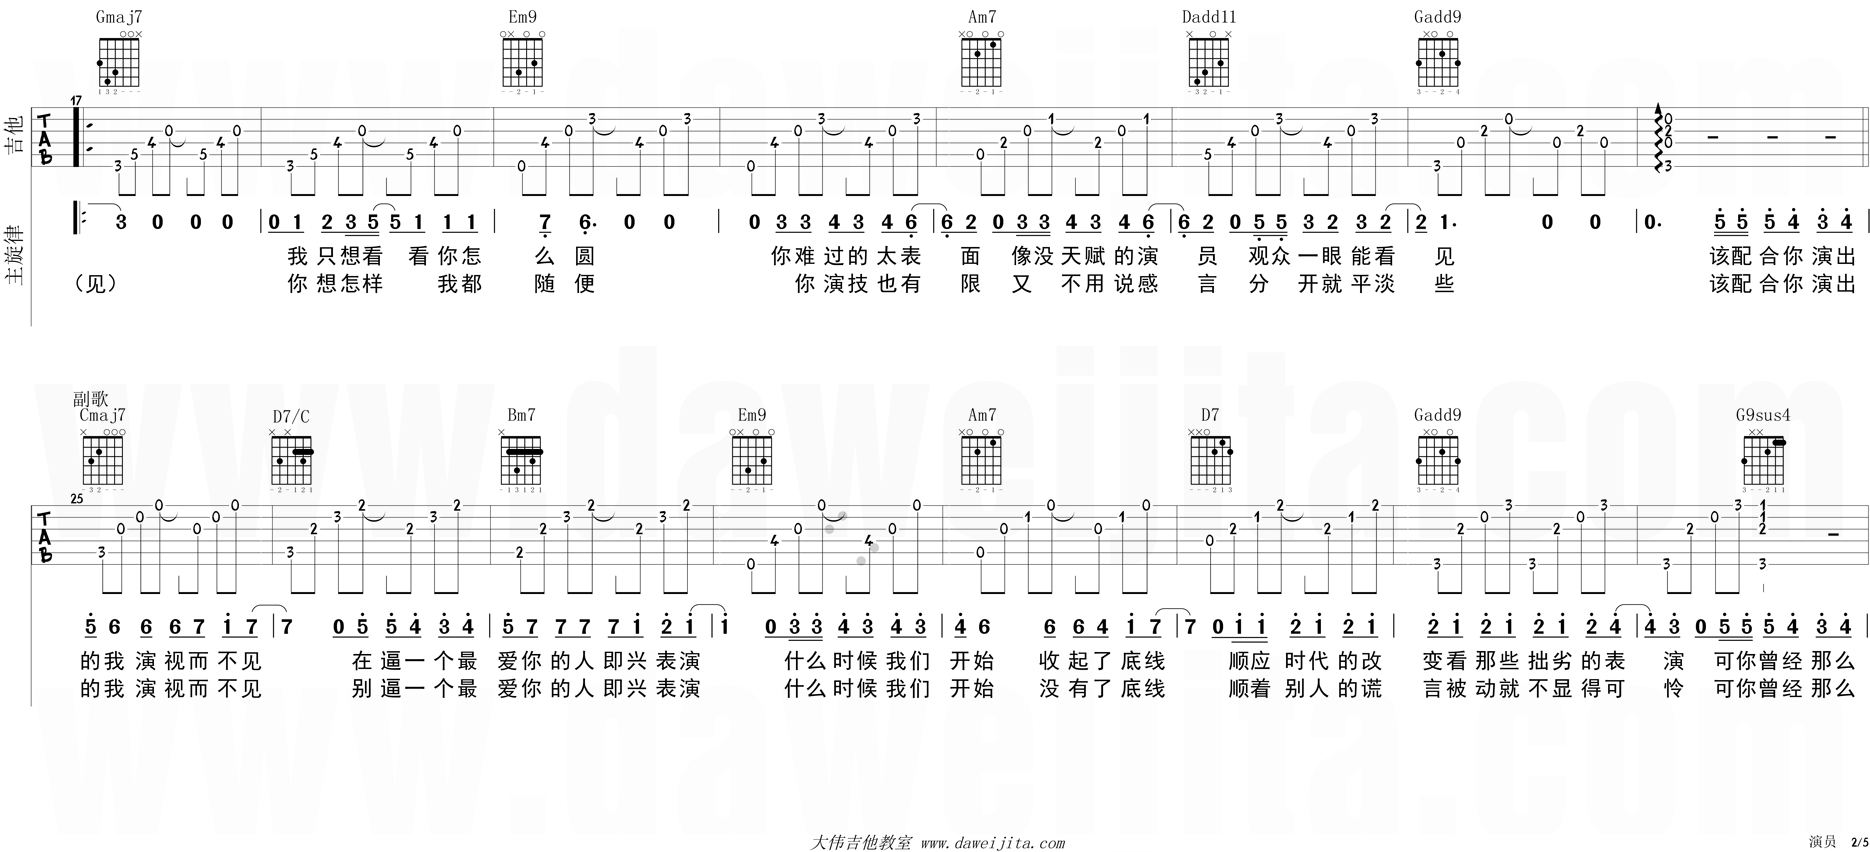 Gmaj7 Em9 Am7 Dadd11 Gadd9
17
吉他 TAB
主旋律 3 0 0 0 | 0 1 2 3 5 5 1 1 1 | 7 6. 0 0 | 0 3 3 4 3 4 6 | 6 2 0 3 3 4 3 4 6 | 6 2 0 5 5 3 2 3 2 | 2 1. 0 0 | 0. 5 5 5 4 3 4 |
我 只想看 看你怎 么 圆 你难 过的 太表 面 像没 天赋 的演 员 观众 一眼 能看 见 该配 合你 演出
（见） 你 想怎样 我都 随 便 你 演技 也有 限 又 不用 说感 言 分 开就 平淡 些 该配 合你 演出
副歌
Cmaj7 D7/C Bm7 Em9 Am7 D7 Gadd9 G9sus4
25
TAB
5 6 6 6 7 1 7 | 7 0 5 5 4 3 4 | 5 7 7 7 7 1 2 1 | 1 0 3 3 4 3 4 3 | 4 6 6 6 4 1 7 | 7 0 1 1 2 1 2 1 | 2 1 2 1 2 1 2 4 | 4 3 0 5 5 5 4 3 4 |
的我 演 视而 不见 在 逼一 个最 爱你 的人 即兴 表演 什么 时候 我们 开始 收 起了 底线 顺应 时代 的改 变看 那些 拙劣 的表 演 可你曾经 那么
的我 演 视而 不见 别 逼一 个最 爱你 的人 即兴 表演 什么 时候 我们 开始 没 有了 底线 顺着 别人 的谎 言被 动就 不显 得可 怜 可你曾经 那么
大伟吉他教室 www.daweijita.com
演员 2/5